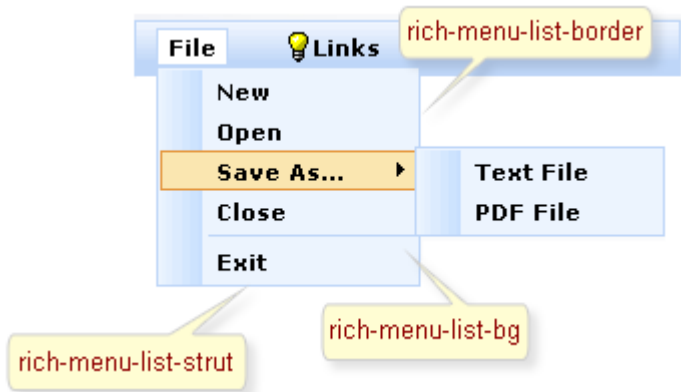 File Links rich-menu-list-border
New
Open
Save As... Text File
Close PDF File
Exit
rich-menu-list-bg
rich-menu-list-strut